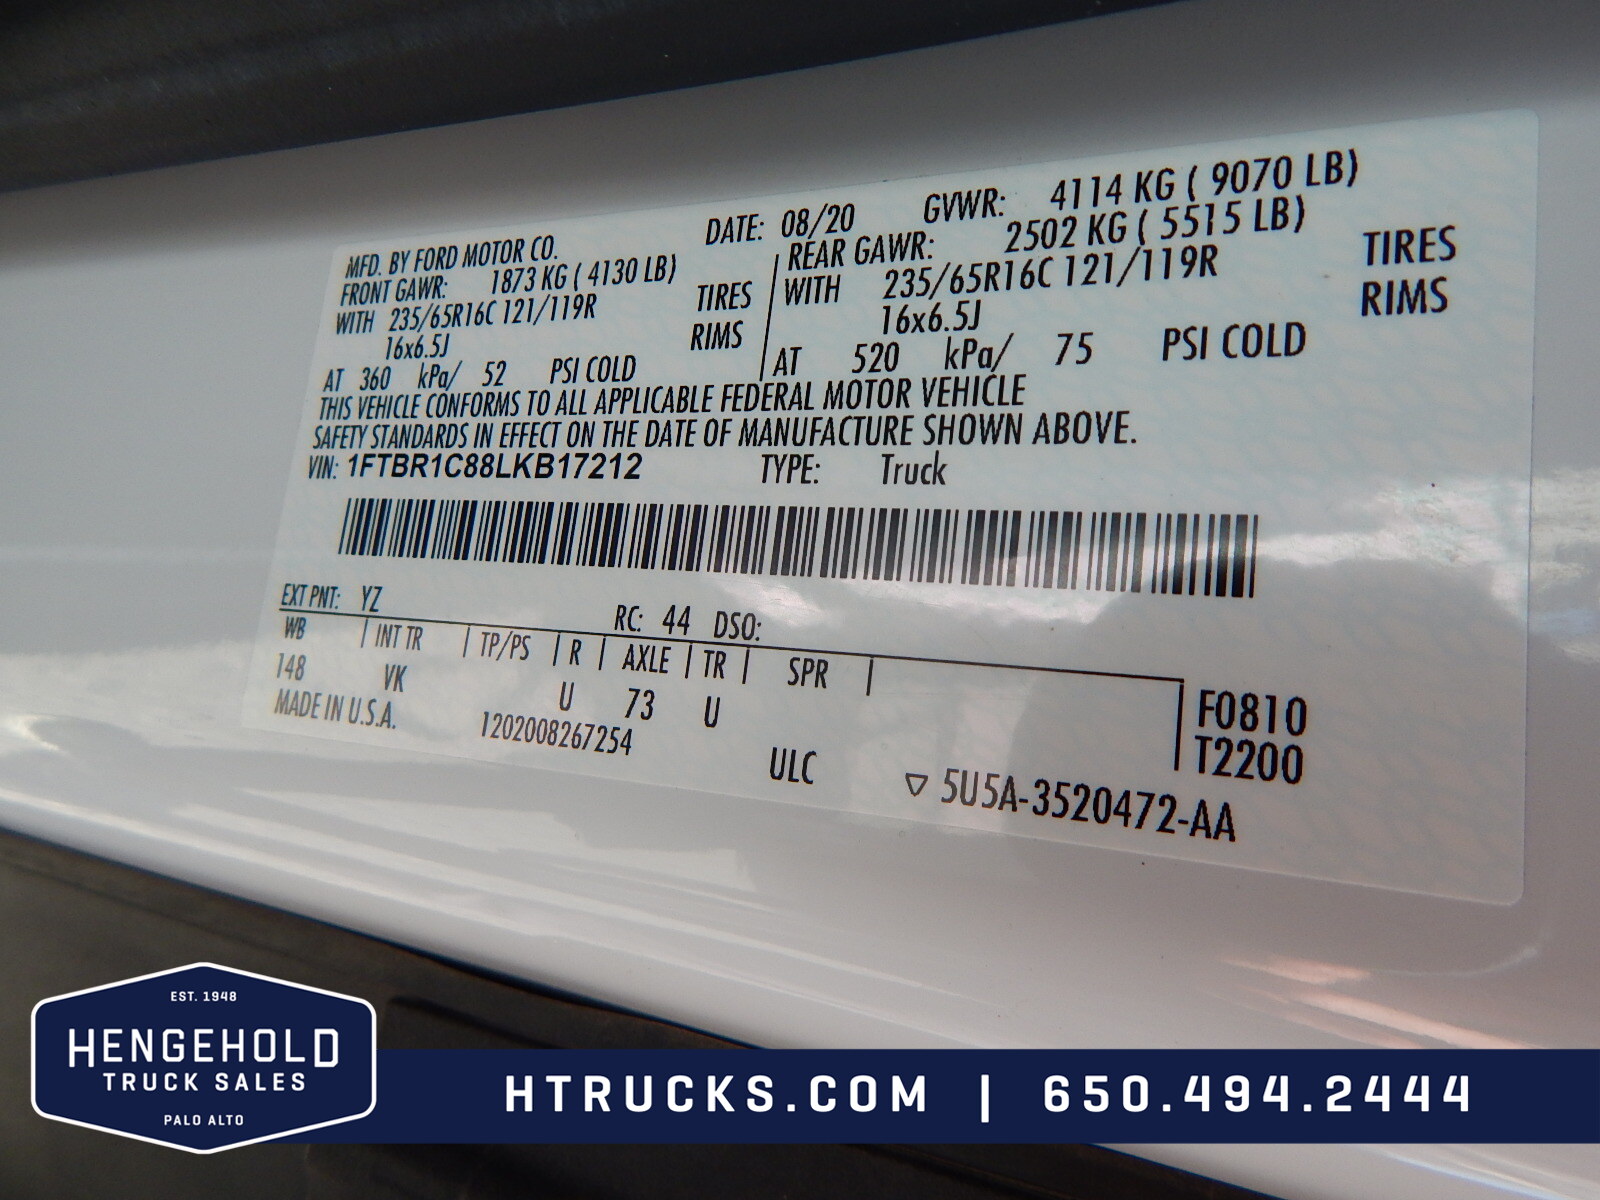 MFD. BY FORD MOTOR CO. DATE: 08/20 GVWR: 4114 KG ( 9070 LB)
FRONT GAWR: 1873 KG ( 4130 LB) REAR GAWR: 2502 KG ( 5515 LB)
WITH 235/65R16C 121/119R TIRES WITH 235/65R16C 121/119R TIRES
16x6.5J RIMS 16x6.5J RIMS
AT 360 kPa/ 52 PSI COLD AT 520 kPa/ 75 PSI COLD
THIS VEHICLE CONFORMS TO ALL APPLICABLE FEDERAL MOTOR VEHICLE
SAFETY STANDARDS IN EFFECT ON THE DATE OF MANUFACTURE SHOWN ABOVE.
VIN: 1FTBR1C88LKB17212 TYPE: Truck
EXT PNT: YZ RC: 44 DSO:
WB | INT TR | TP/PS | R | AXLE | TR | SPR |
148 VK U 73 U F0810
T2200
MADE IN U.S.A. 1202008267254
ULC ▽ 5U5A-3520472-AA
EST. 1948
HENGEHOLD
TRUCK SALES
PALO ALTO
HTRUCKS.COM | 650.494.2444